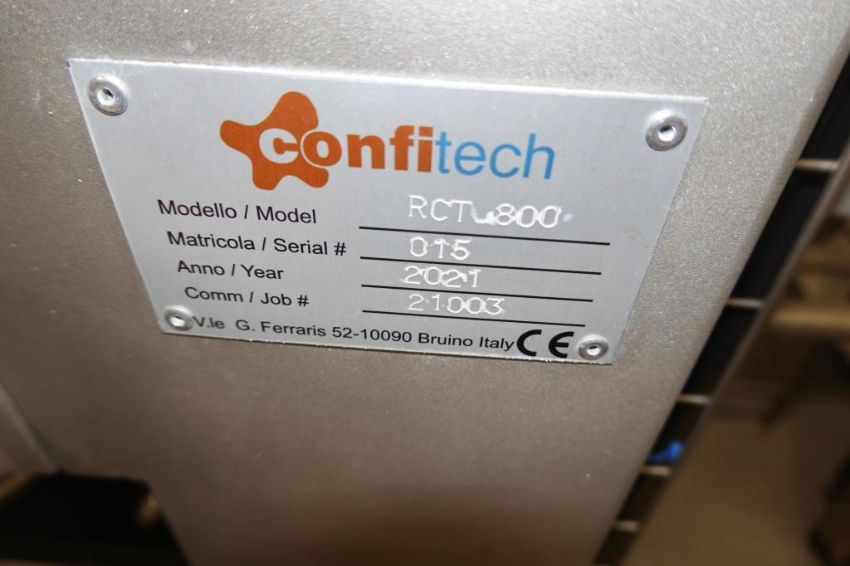 confitech
Modello / Model RCT 800
Matricola / Serial # 015
Anno / Year 2021
Comm / Job # 21003
V.le G. Ferraris 52-10090 Bruino Italy CE